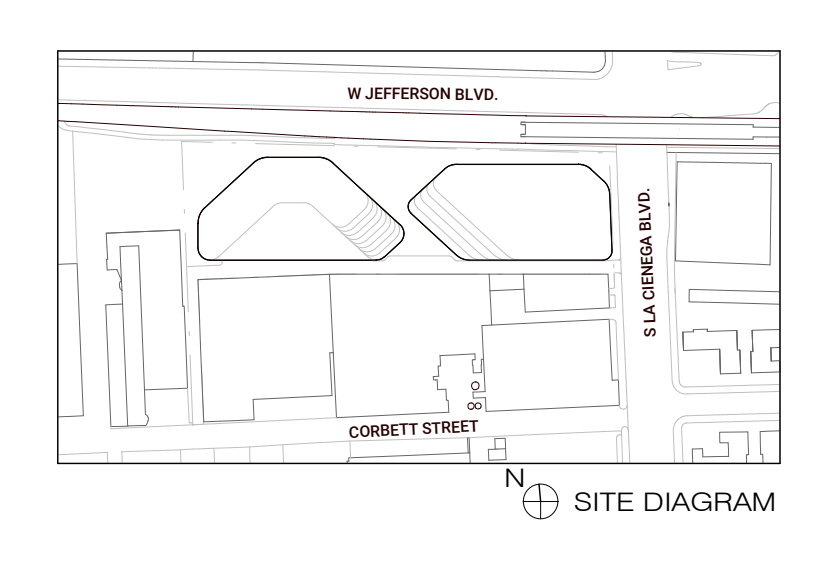 W JEFFERSON BLVD.
S LA CIENEGA BLVD.
CORBETT STREET
N
SITE DIAGRAM